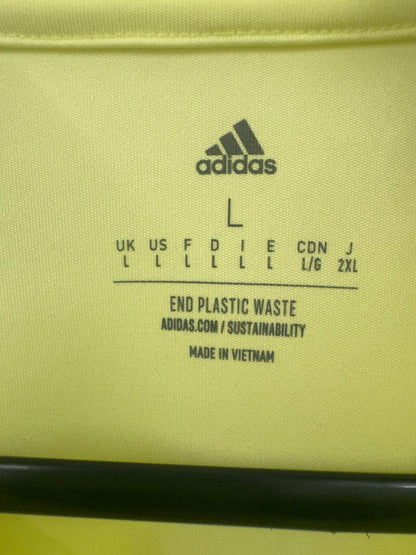 adidas
L
UK US F D I E CDN J
L L L L L L L/G 2XL
END PLASTIC WASTE
ADIDAS.COM / SUSTAINABILITY
MADE IN VIETNAM